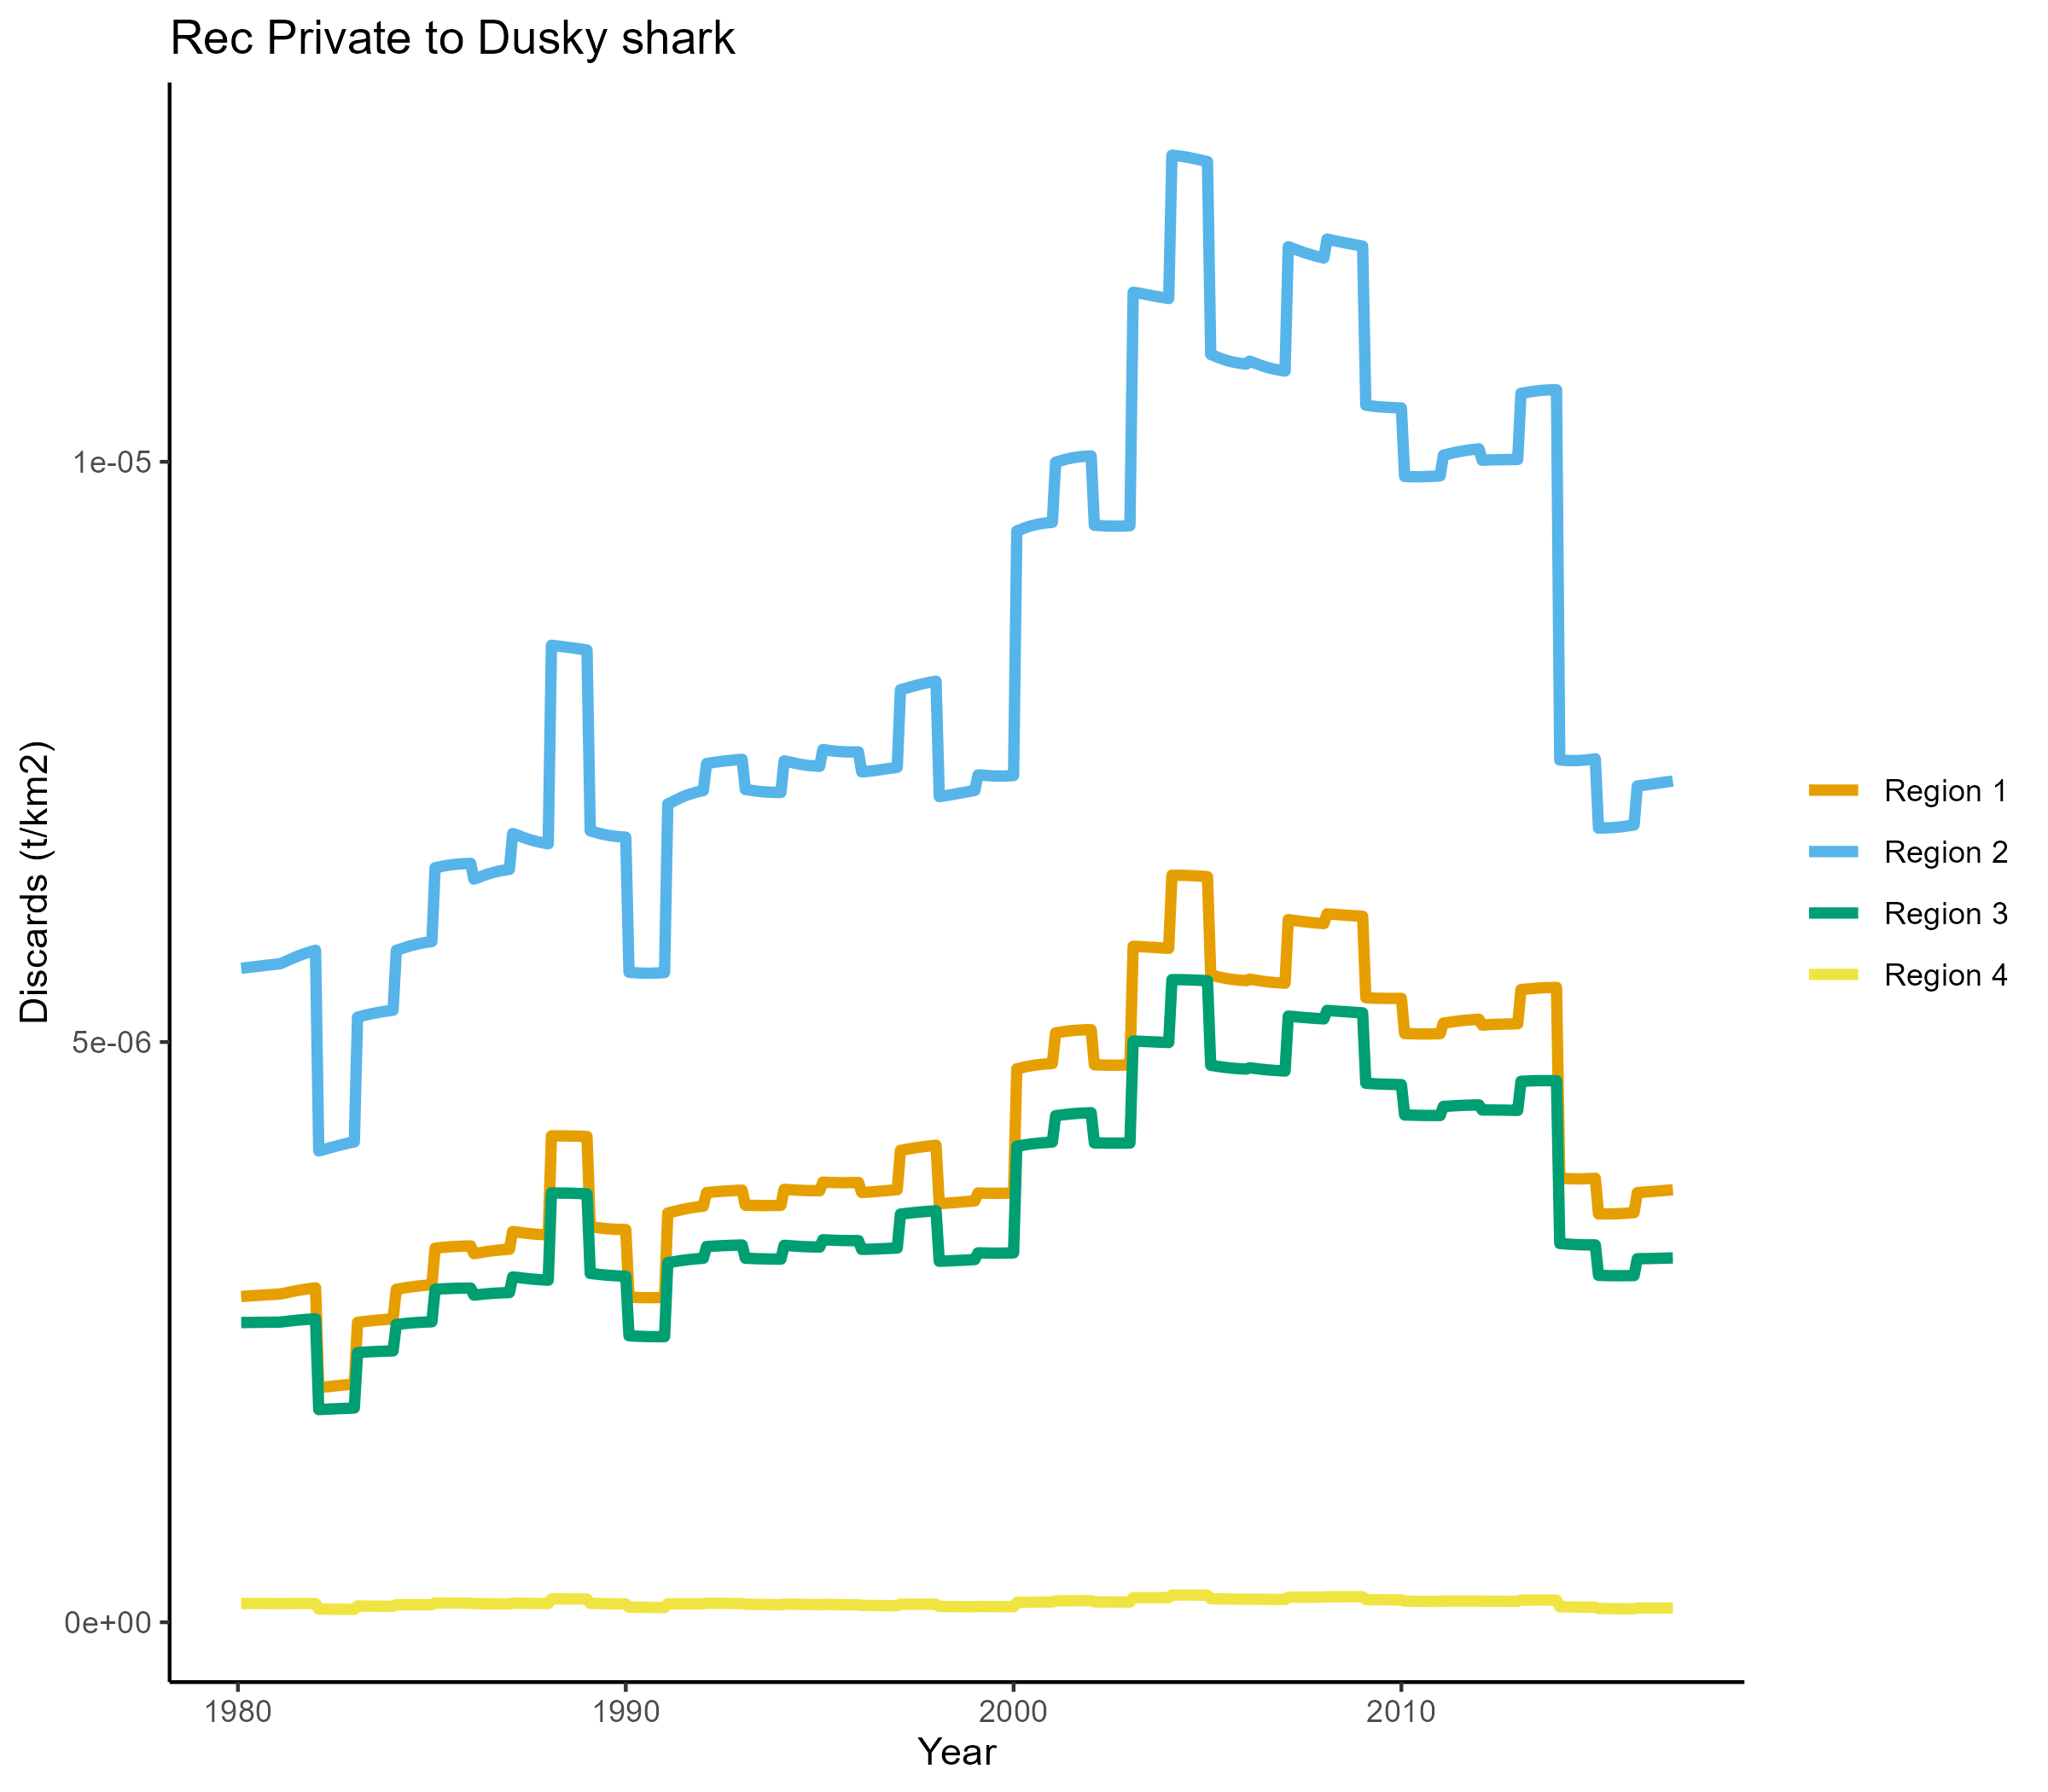 Rec Private to Dusky shark
Discards (t/km2)
1e-05
5e-06
0e+00
1980
1990
2000
2010
Year
Region 1
Region 2
Region 3
Region 4